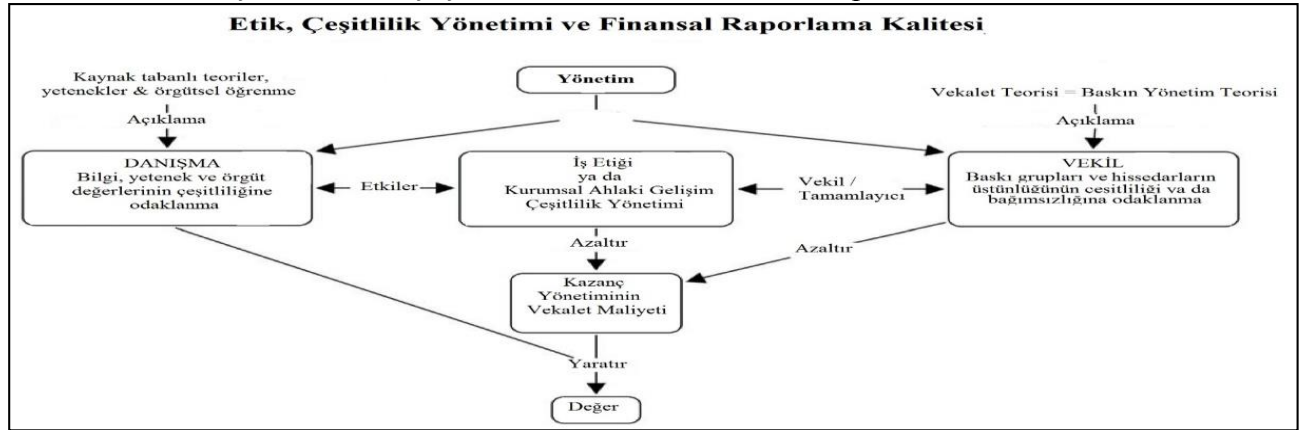 Etik, Çeşitlilik Yönetimi ve Finansal Raporlama Kalitesi
Kaynak tabanlı teoriler,
yetenekler & örgütsel öğrenme
Yönetim
Vekalet Teorisi = Baskın Yönetim Teorisi
Açıklama
Açıklama
DANIŞMA
Bilgi, yetenek ve örgüt
değerlerinin çeşitliliğine
odaklanma
Etkiler
İş Etiği
ya da
Kurumsal Ahlaki Gelişim
Çeşitlilik Yönetimi
Vekil /
Tamamlayıcı
VEKİL
Baskı grupları ve hissedarların
üstünlüğünün cesitliliği va da
bağımsızlığına odaklanma
Azaltır
Azaltır
Kazanç
Yönetiminin
Vekalet Maliyeti
Yaratır
Değer